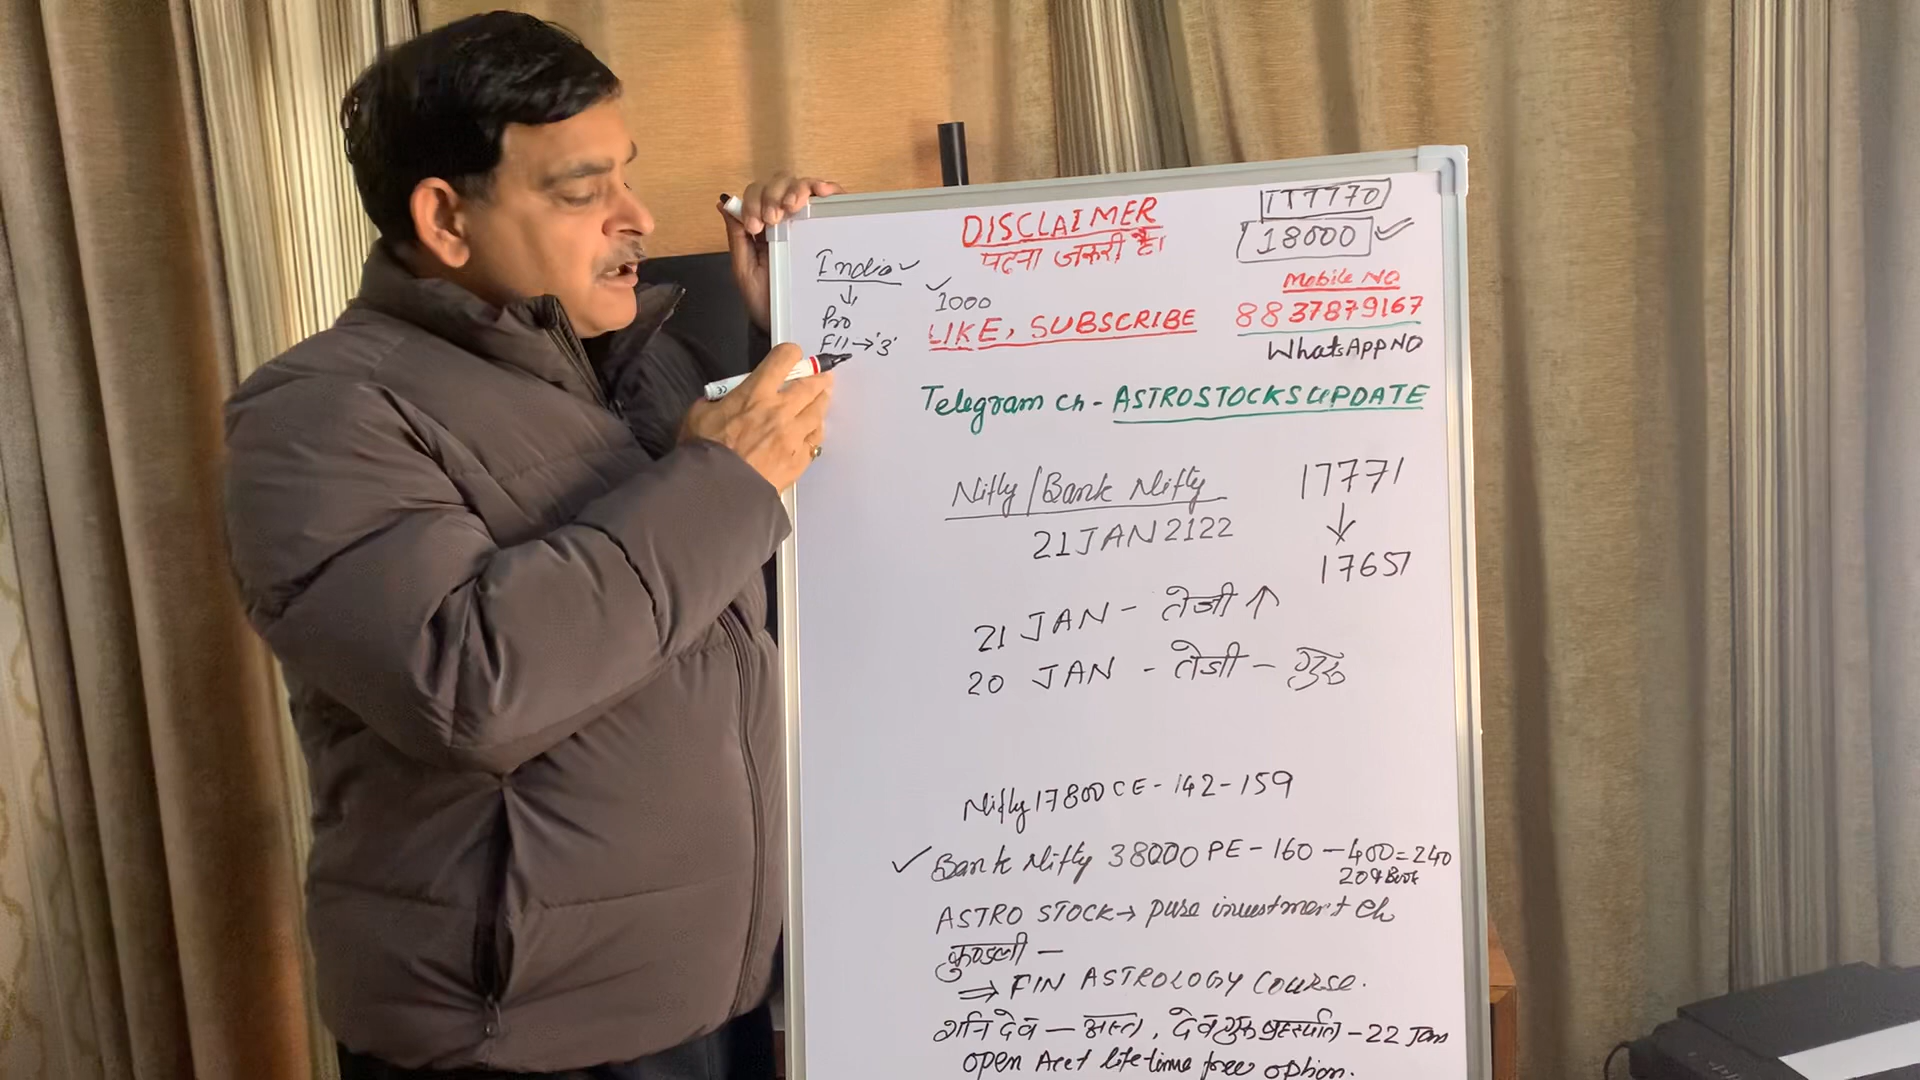 DISCLAIMER
पढ़ना जरूरी है।
17770
18000
India
Pro
FII → '3'
1000
LIKE, SUBSCRIBE
Mobile NO
8837879167
WhatsAPP NO
Telegram ch - ASTROSTOCKSUPDATE
Nifty/Bank Nifty
21 JAN 2122
17771
↓
17651
21 JAN - तेजी ↑
20 JAN - तेजी - गुरु
Nifty 17800 CE - 142 - 159
Bank Nifty 38000 PE - 160 - 400 = 240
ASTRO STOCK → pure investment ch
कुण्डली -
⇒ FIN ASTROLOGY COURSE.
शनि देव - अस्त, देवगुरु बृहस्पति - 22 Jan
open Acct life time free option.